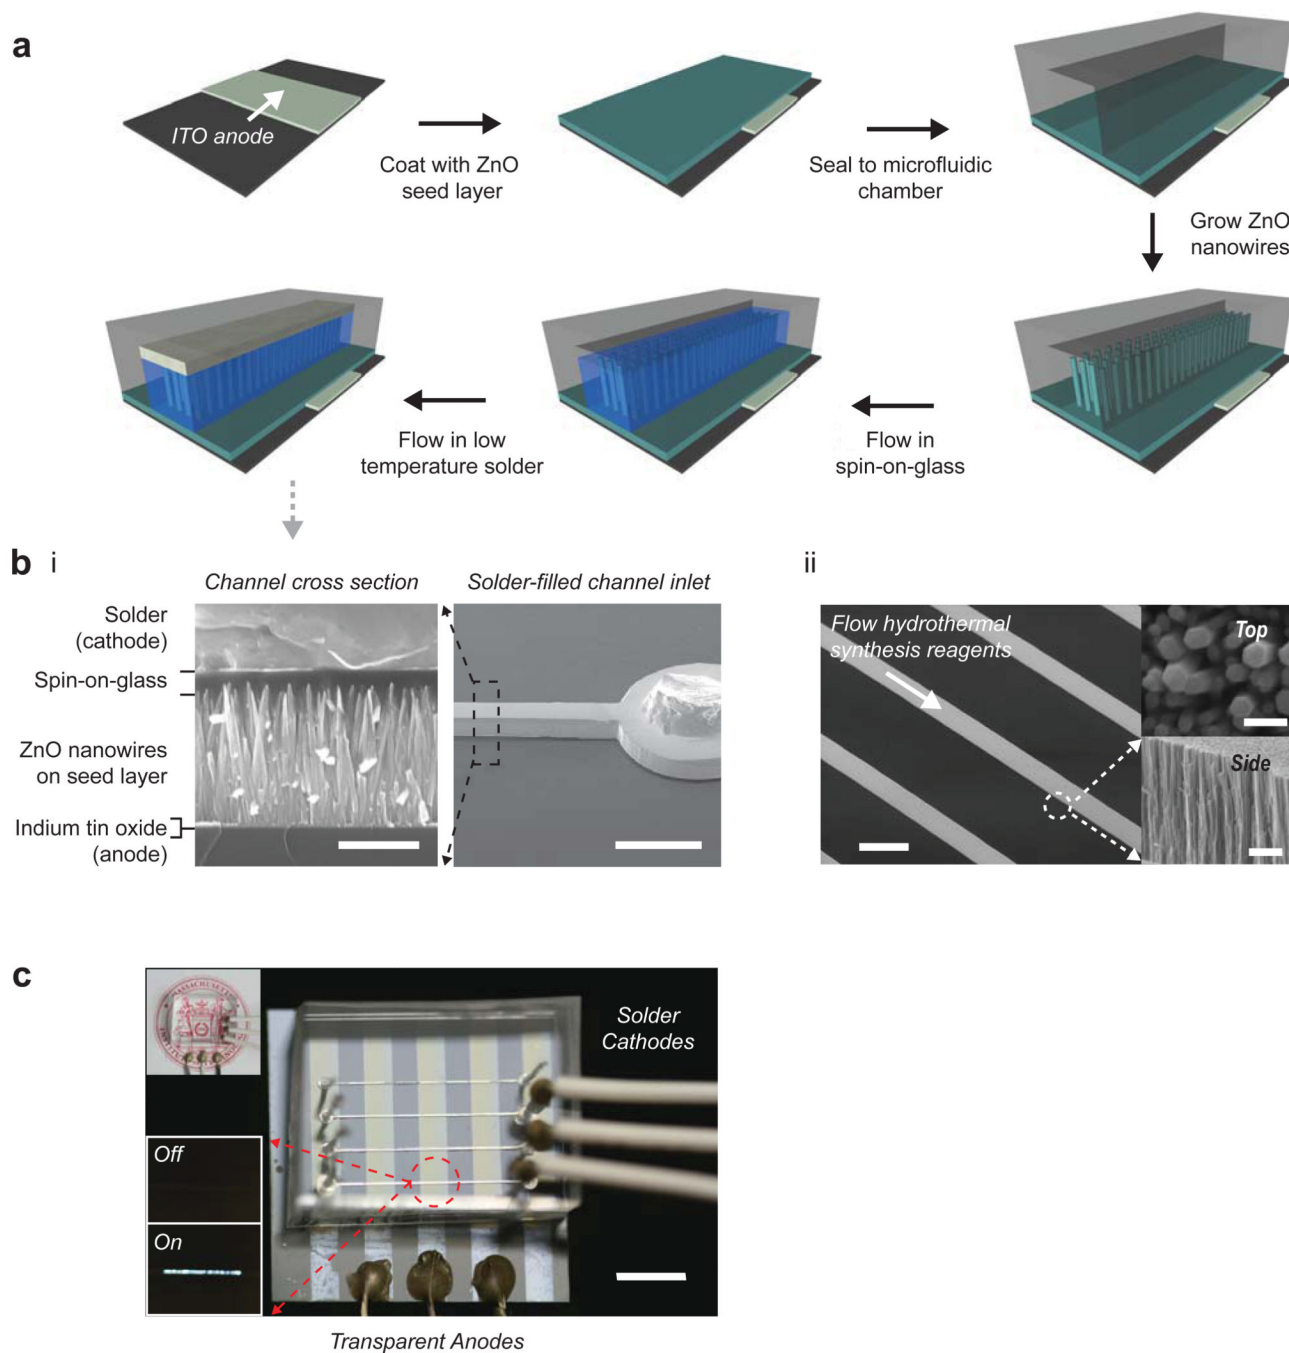 a
ITO anode
Coat with ZnO
seed layer
Seal to microfluidic
chamber
Grow ZnO
nanowires
Flow in low
temperature solder
Flow in
spin-on-glass
b
i
Channel cross section
Solder-filled channel inlet
Solder
(cathode)
Spin-on-glass
ZnO nanowires
on seed layer
Indium tin oxide
(anode)
ii
Flow hydrothermal
synthesis reagents
Top
Side
c
Solder
Cathodes
Off
On
Transparent Anodes